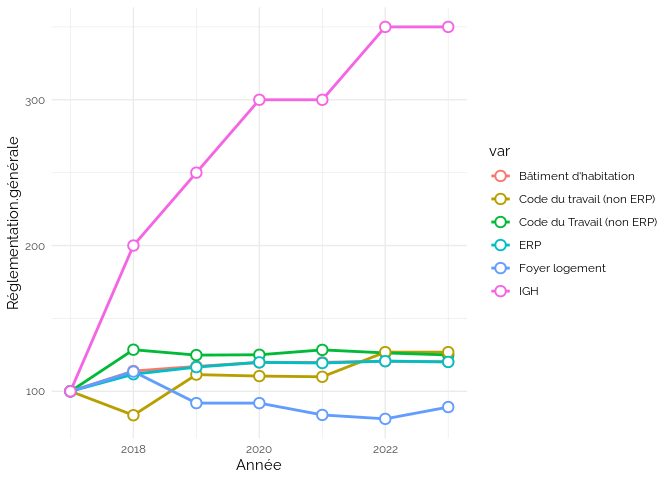 Réglementation.générale
300
200
100
2018
2020
2022
Année
var
Bâtiment d'habitation
Code du travail (non ERP)
Code du Travail (non ERP)
ERP
Foyer logement
IGH